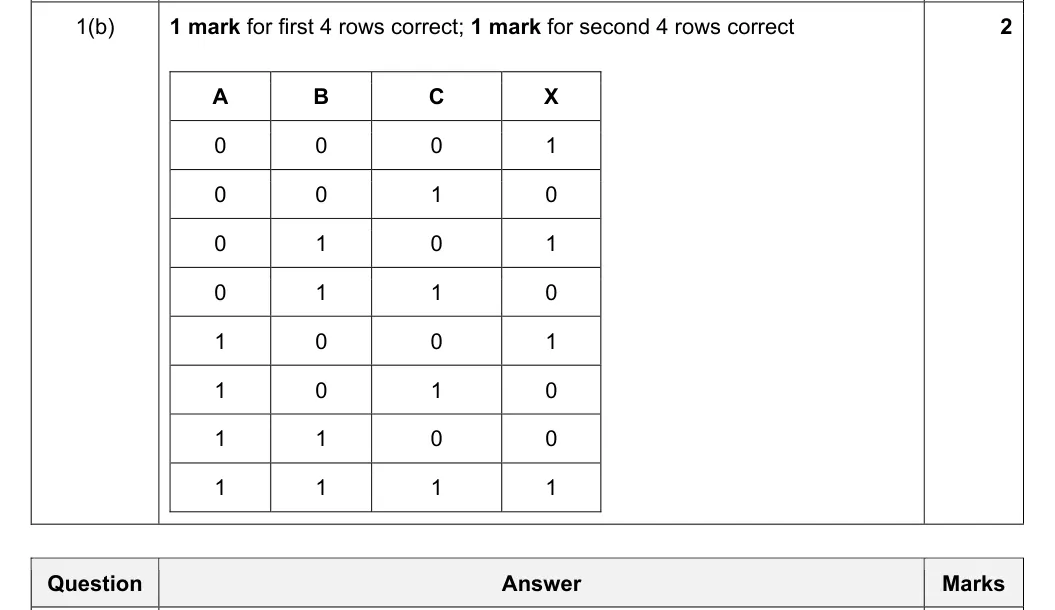 1(b) 1 mark for first 4 rows correct; 1 mark for second 4 rows correct 2
A B C X
0 0 0 1
0 0 1 0
0 1 0 1
0 1 1 0
1 0 0 1
1 0 1 0
1 1 0 0
1 1 1 1
Question Answer Marks